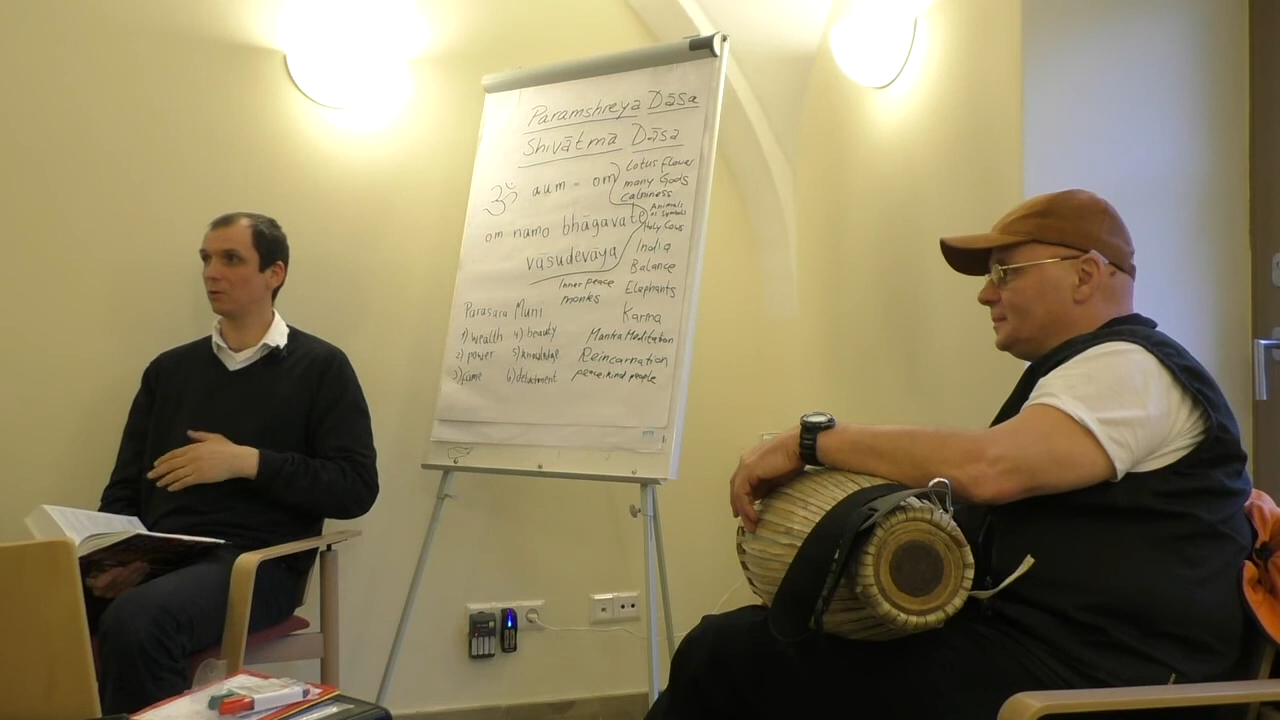 Paramshreya Dāsa
Shivātmā Dāsa
ॐ aum = om
om namo bhāgavate
vāsudevāya
Lotus flower
many Gods
calmness
Animals
as symbols
Holy Cows
India
Balance
Elephants
Karma
Mantra Meditation
Reincarnation
peace, kind people
Inner peace
monks
Parasara Muni
1) wealth 4) beauty
2) power 5) knowledge
3) fame 6) detachment